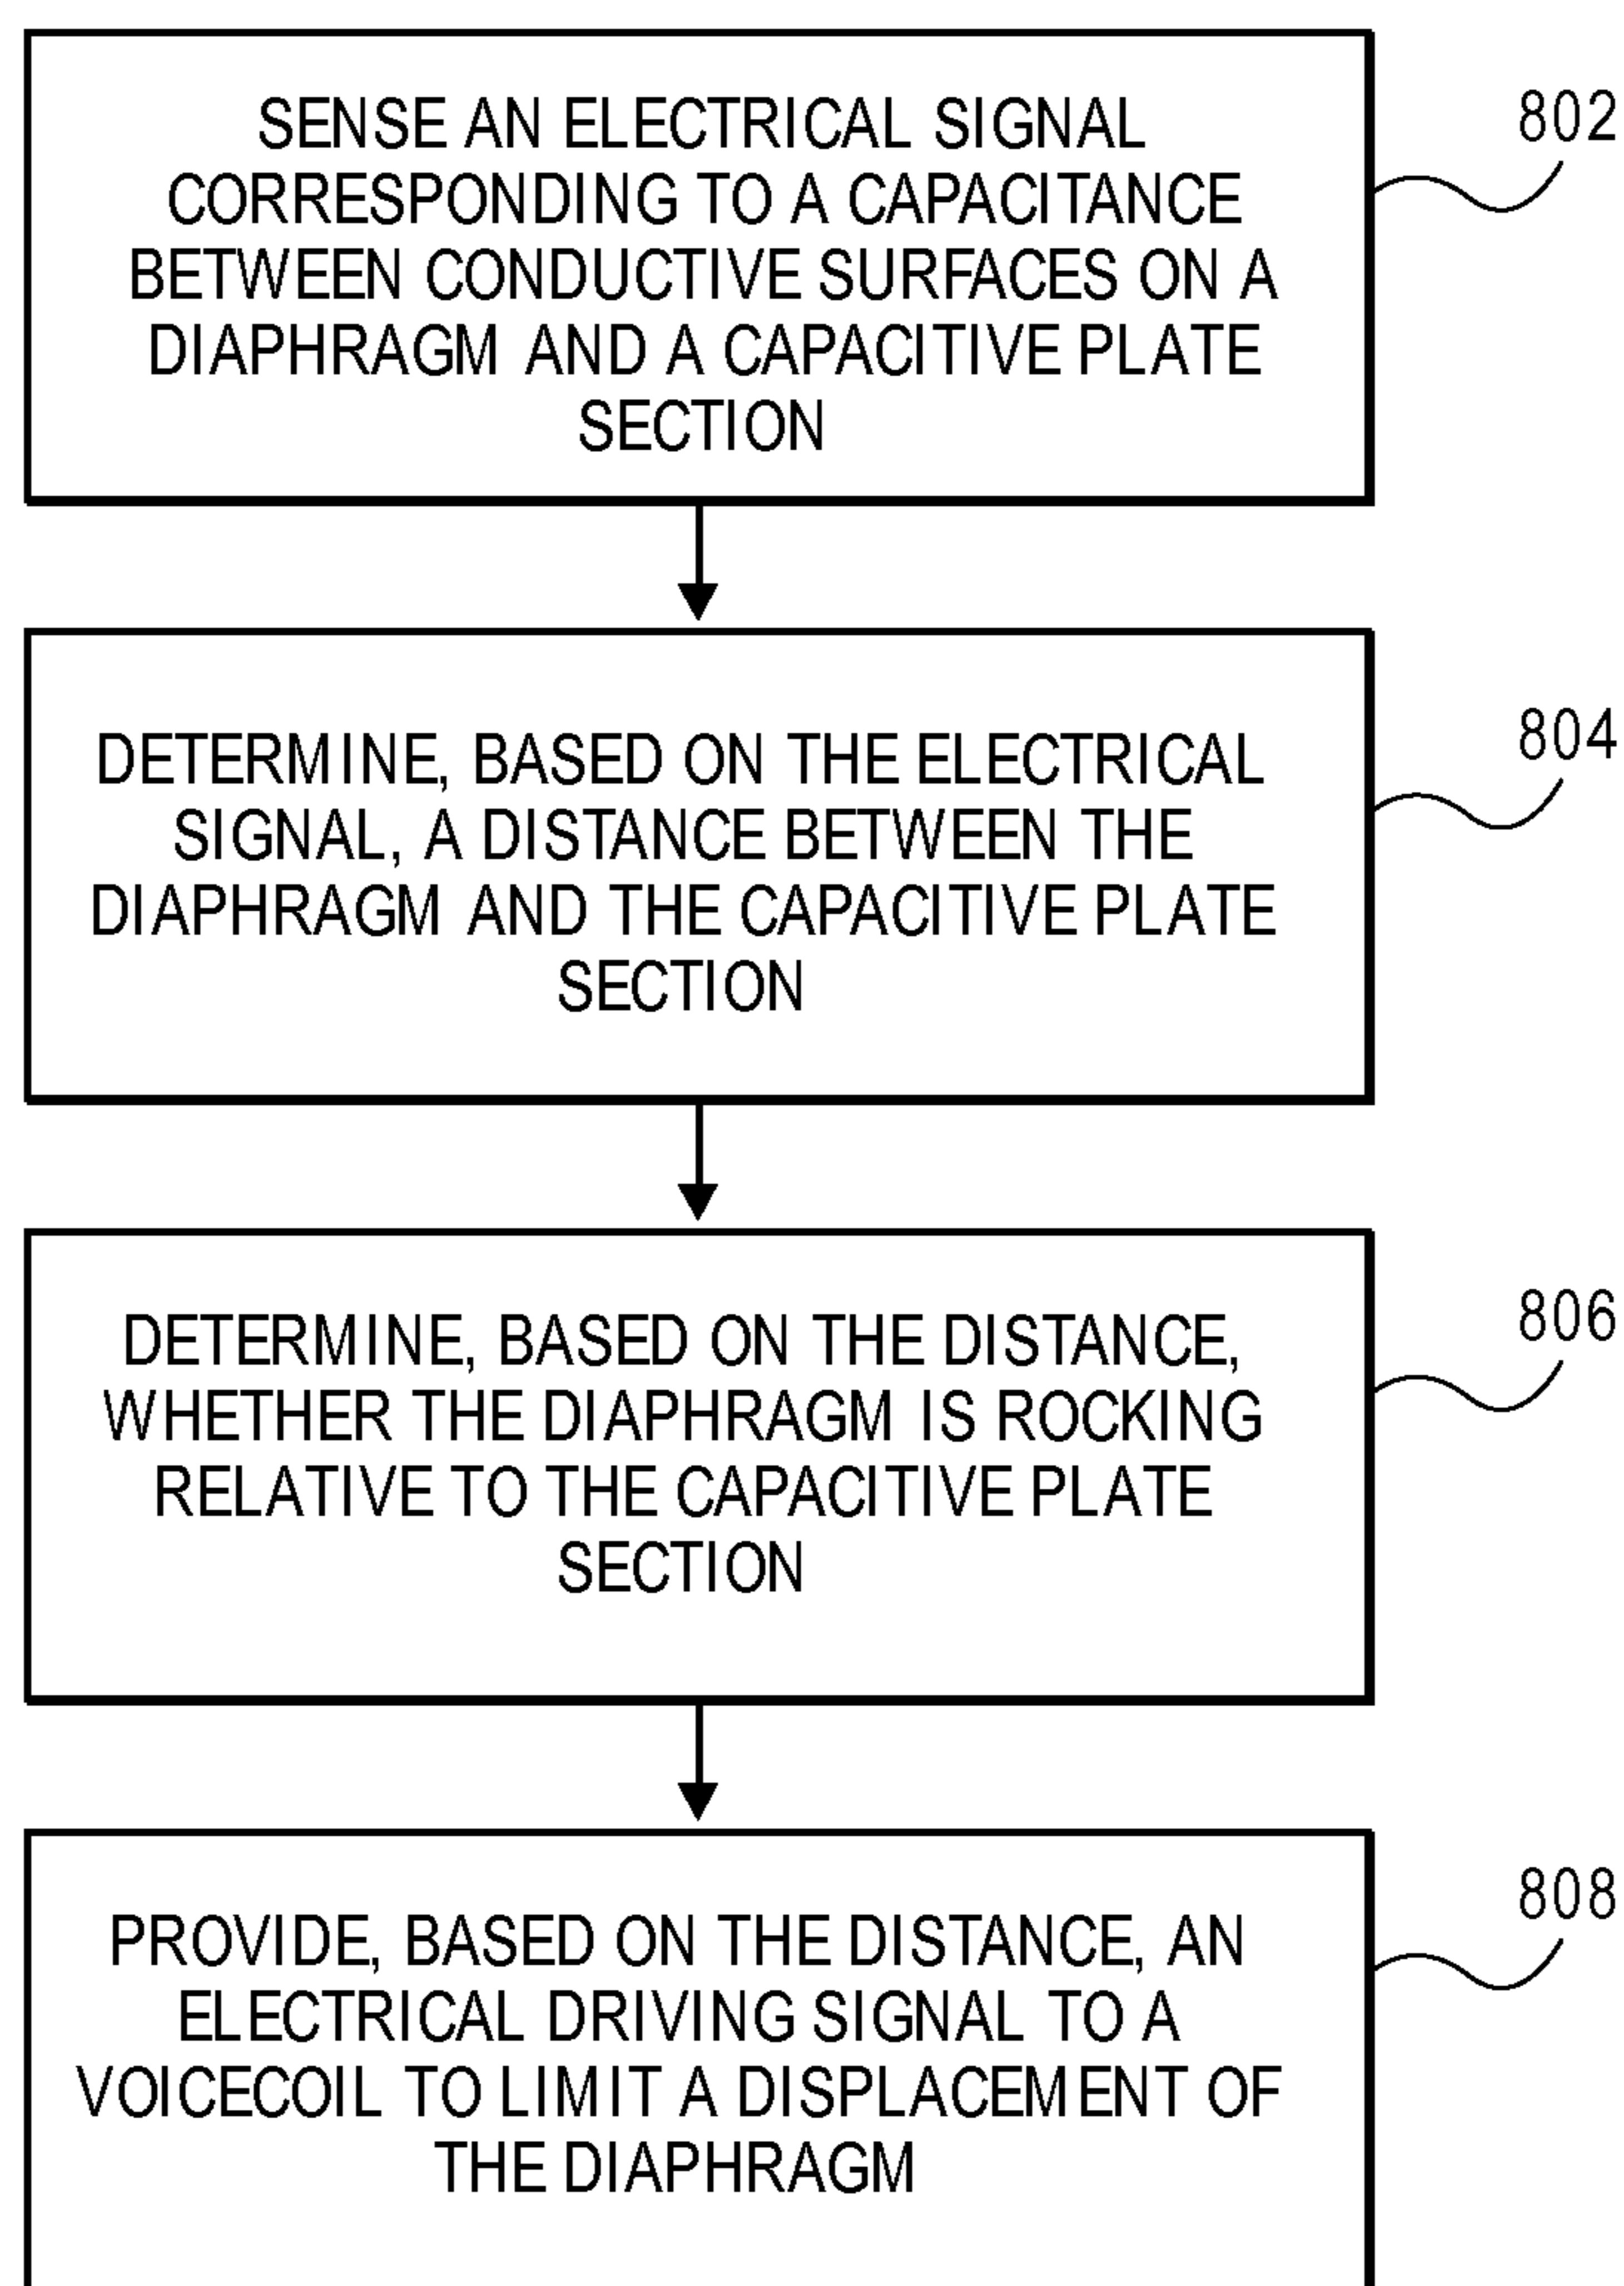 SENSE AN ELECTRICAL SIGNAL
CORRESPONDING TO A CAPACITANCE
BETWEEN CONDUCTIVE SURFACES ON A
DIAPHRAGM AND A CAPACITIVE PLATE
SECTION
802
DETERMINE, BASED ON THE ELECTRICAL
SIGNAL, A DISTANCE BETWEEN THE
DIAPHRAGM AND THE CAPACITIVE PLATE
SECTION
804
DETERMINE, BASED ON THE DISTANCE,
WHETHER THE DIAPHRAGM IS ROCKING
RELATIVE TO THE CAPACITIVE PLATE
SECTION
806
PROVIDE, BASED ON THE DISTANCE, AN
ELECTRICAL DRIVING SIGNAL TO A
VOICECOIL TO LIMIT A DISPLACEMENT OF
THE DIAPHRAGM
808